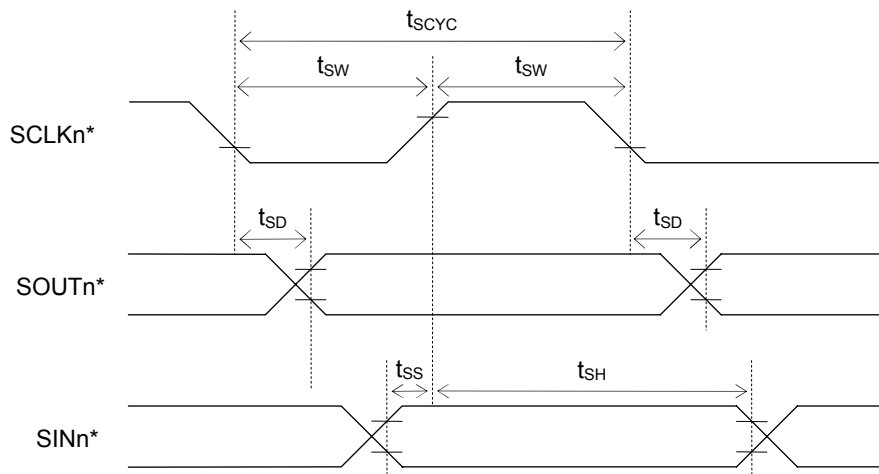 tSCYC
tSW tSW
SCLKn*
tSD tSD
SOUTn*
tSS tSH
SINn*